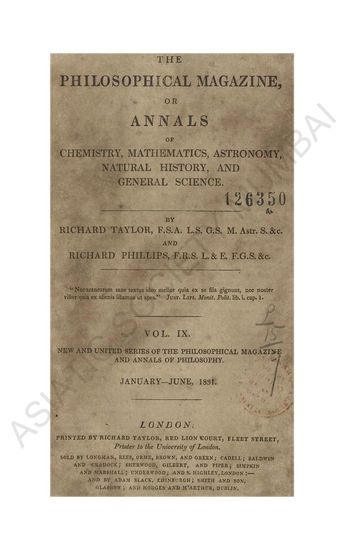 THE
PHILOSOPHICAL MAGAZINE,
OR
ANNALS
OF
CHEMISTRY, MATHEMATICS, ASTRONOMY,
NATURAL HISTORY, AND
GENERAL SCIENCE.
126350
BY
RICHARD TAYLOR, F.S.A. L.S. G.S. M. Astr. S. &c.
AND
RICHARD PHILLIPS, F.R.S. L. & E. F.G.S. &c.
"Nec aranearum sane textus ideo melior quia ex se fila gignunt, nec noster
vilior quia ex alienis libamus ut apes." JUST. LIPS. Monit. Polit. lib. i. cap. 1.
VOL. IX.
NEW AND UNITED SERIES OF THE PHILOSOPHICAL MAGAZINE
AND ANNALS OF PHILOSOPHY.
JANUARY—JUNE, 1831.
LONDON:
PRINTED BY RICHARD TAYLOR, RED LION COURT, FLEET STREET,
Printer to the University of London.
SOLD BY LONGMAN, REES, ORME, BROWN, AND GREEN; CADELL; BALDWIN
AND CRADOCK; SHERWOOD, GILBERT, AND PIPER; SIMPKIN
AND MARSHALL; UNDERWOOD; AND S. HIGHLEY, LONDON:—
AND BY ADAM BLACK, EDINBURGH; SMITH AND SON,
GLASGOW; AND HODGES AND M'ARTHUR, DUBLIN.